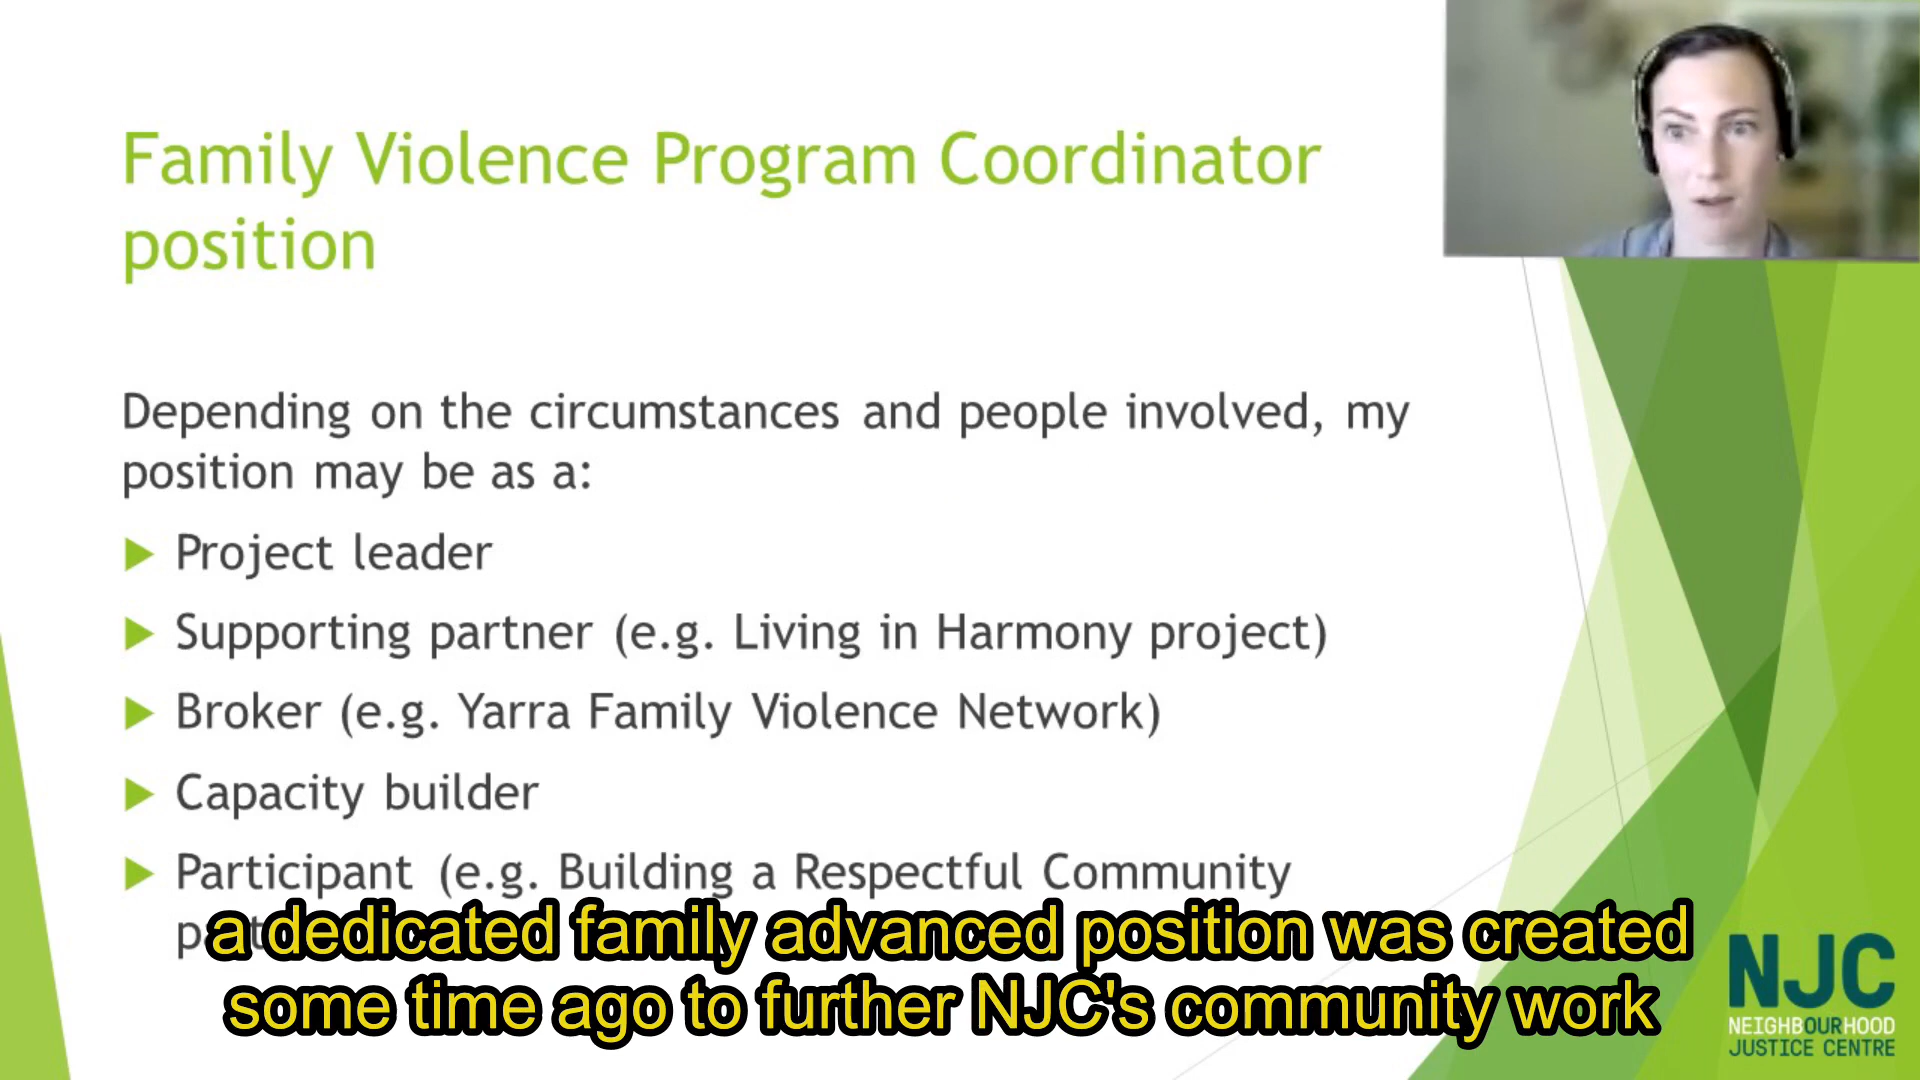 Family Violence Program Coordinator
position
Depending on the circumstances and people involved, my
position may be as a:
Project leader
Supporting partner (e.g. Living in Harmony project)
Broker (e.g. Yarra Family Violence Network)
Capacity builder
Participant (e.g. Building a Respectful Community
a dedicated family advanced position was created
some time ago to further NJC's community work
NJC
NEIGHBOURHOOD
JUSTICE CENTRE